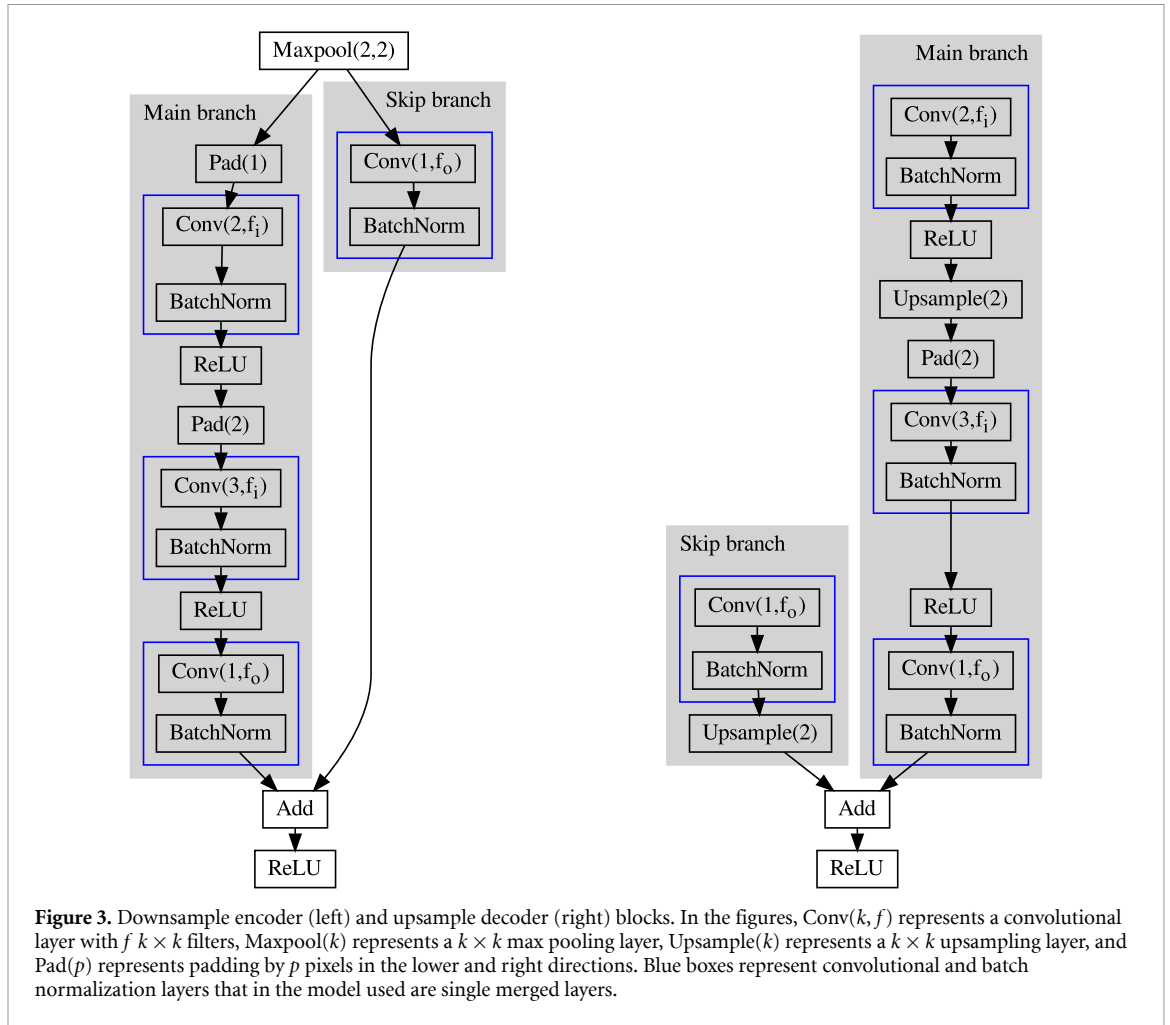 Maxpool(2,2)
Main branch
Pad(1)
Conv(2,fi)
BatchNorm
ReLU
Pad(2)
Conv(3,fi)
BatchNorm
ReLU
Conv(1,fo)
BatchNorm
Skip branch
Conv(1,fo)
BatchNorm
Add
ReLU
Skip branch
Conv(1,fo)
BatchNorm
Upsample(2)
Main branch
Conv(2,fi)
BatchNorm
ReLU
Upsample(2)
Pad(2)
Conv(3,fi)
BatchNorm
ReLU
Conv(1,fo)
BatchNorm
Add
ReLU
Figure 3. Downsample encoder (left) and upsample decoder (right) blocks. In the figures, Conv(k, f) represents a convolutional
layer with f k × k filters, Maxpool(k) represents a k × k max pooling layer, Upsample(k) represents a k × k upsampling layer, and
Pad(p) represents padding by p pixels in the lower and right directions. Blue boxes represent convolutional and batch
normalization layers that in the model used are single merged layers.